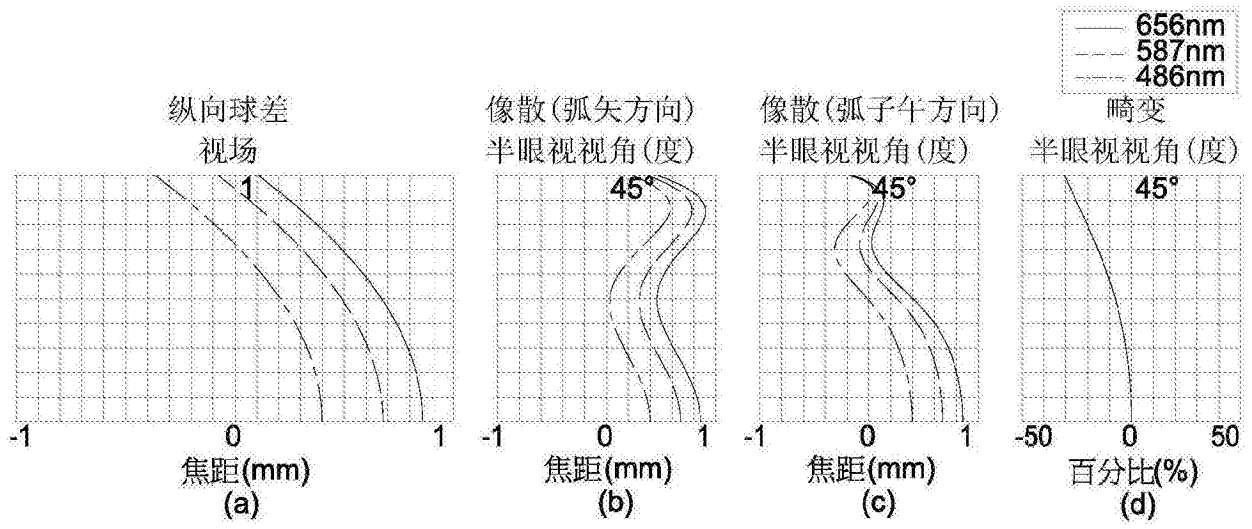 656nm
587nm
486nm
纵向球差
视场
1
-1 0 1
焦距(mm)
(a)
像散(弧矢方向)
半眼视视角(度)
45°
-1 0 1
焦距(mm)
(b)
像散(弧子午方向)
半眼视视角(度)
45°
-1 0 1
焦距(mm)
(c)
畸变
半眼视视角(度)
45°
-50 0 50
百分比(%)
(d)